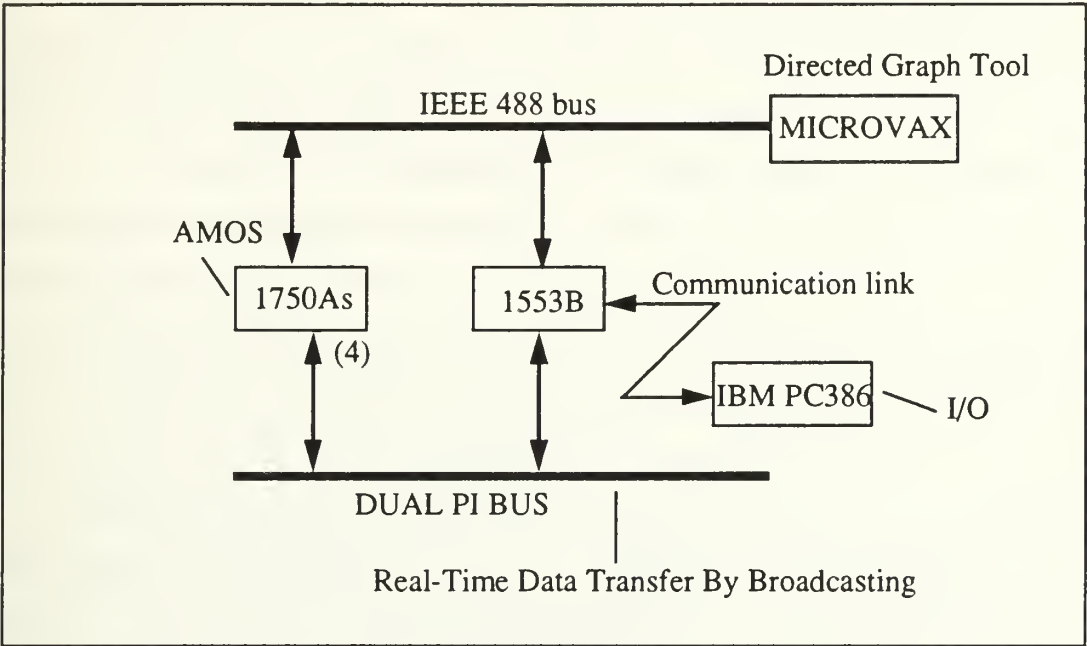 Directed Graph Tool
IEEE 488 bus
MICROVAX
AMOS
1750As
1553B
Communication link
(4)
IBM PC386
I/O
DUAL PI BUS
Real-Time Data Transfer By Broadcasting